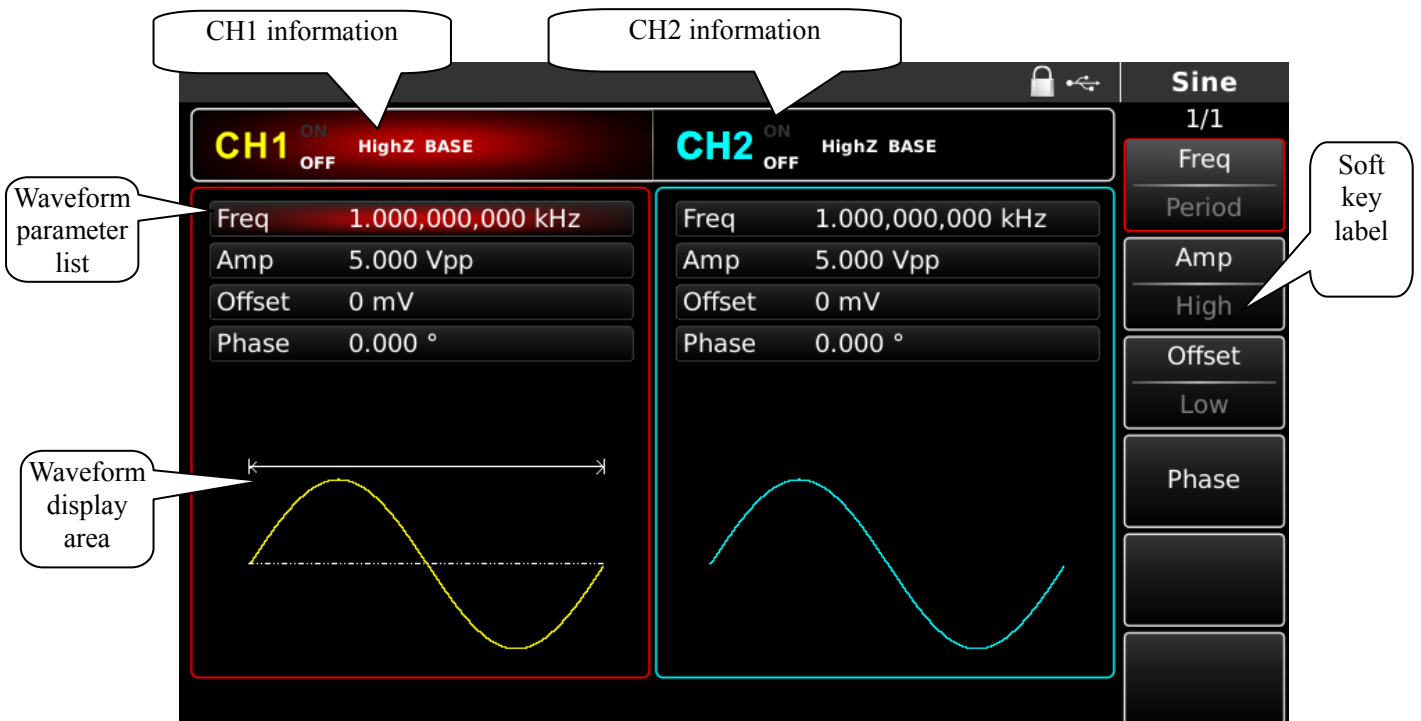 CH1 information
CH2 information
Sine
1/1
CH1 ON OFF HighZ BASE
CH2 ON OFF HighZ BASE
Freq
Period
Soft
key
label
Waveform
parameter
list
Freq 1.000,000,000 kHz
Amp 5.000 Vpp
Offset 0 mV
Phase 0.000 °
Freq 1.000,000,000 kHz
Amp 5.000 Vpp
Offset 0 mV
Phase 0.000 °
Amp
High
Offset
Low
Phase
Waveform
display
area